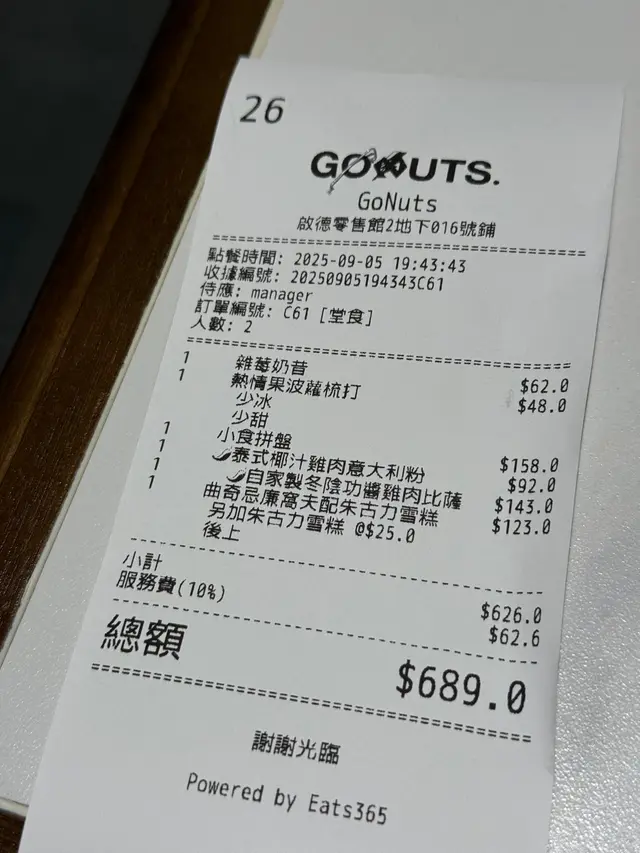 26
GONUTS.
GoNuts
啟德零售館2地下016號鋪
點餐時間: 2025-09-05 19:43:43
收據編號: 20250905194343C61
待應: manager
訂單編號: C61 [堂食]
人數: 2
1 雜莓奶昔 $62.0
1 熱情果波蘿梳打 $48.0
少冰
少甜
1 小食拼盤 $158.0
1 🌶泰式椰汁雞肉意大利粉 $92.0
1 🌶自家製冬陰功醬雞肉比薩 $143.0
1 曲奇忌廉窩夫配朱古力雪糕 $123.0
另加朱古力雪糕 @$25.0
後上
小計 $626.0
服務費(10%) $62.6
總額 $689.0
謝謝光臨
Powered by Eats365